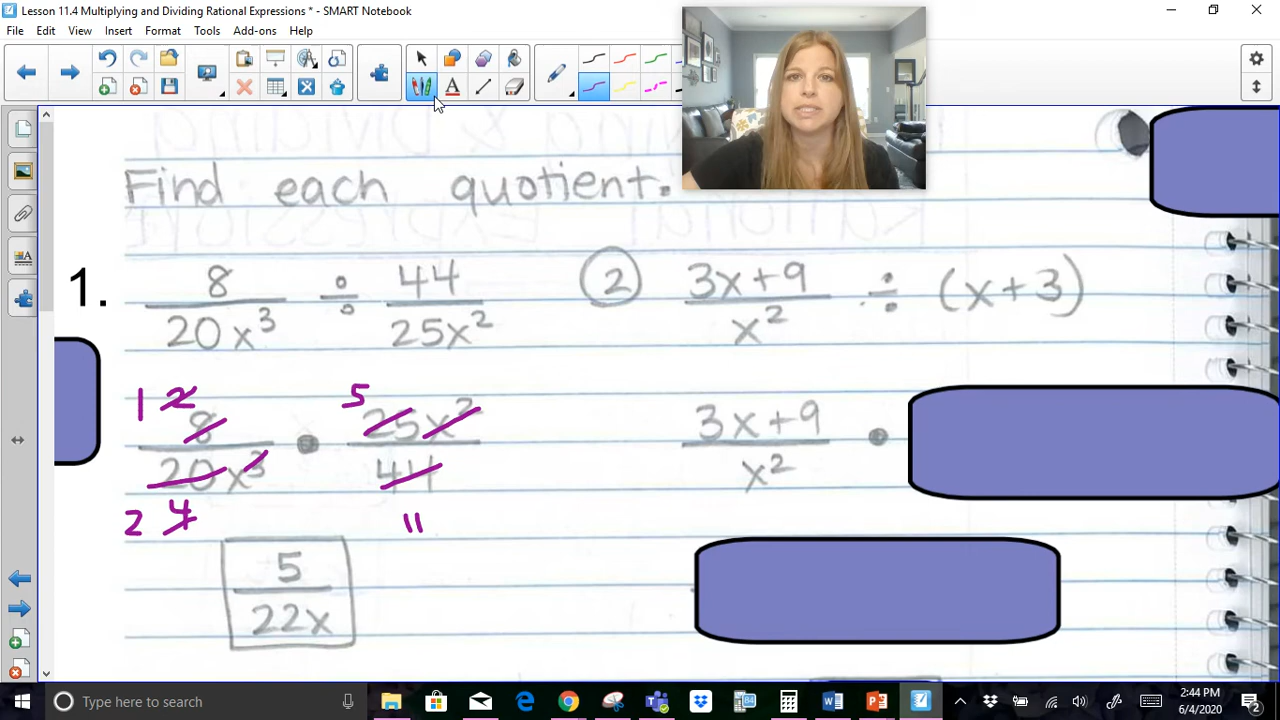 Lesson 11.4 Multiplying and Dividing Rational Expressions * - SMART Notebook
File Edit View Insert Format Tools Add-ons Help
Find each quotient.
1. 8/20x³ ÷ 44/25x²
② 3x+9/x² ÷ (x+3)
1 2 5
8/20x³ • 25x²/44
3x+9/x² •
2 4 11
5/22x
Type here to search
2:44 PM
6/4/2020
2